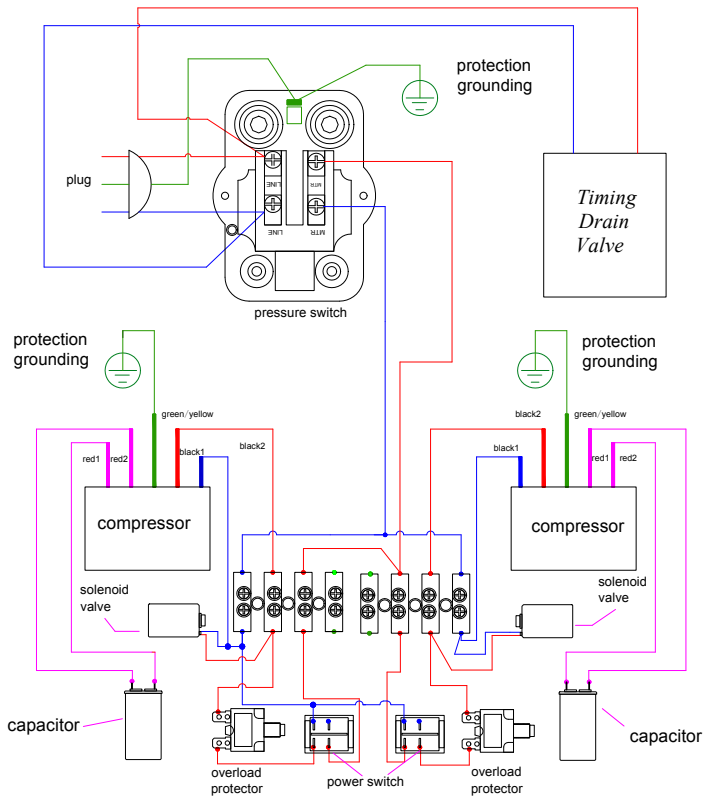 protection
grounding
plug
LINE
MTR
LINE
MTR
Timing
Drain
Valve
pressure switch
protection
grounding
protection
grounding
green/yellow
black2
red1
red2
black1
black2
green/yellow
black1
red1
red2
compressor
compressor
solenoid
valve
solenoid
valve
capacitor
capacitor
overload
protector
power switch
overload
protector